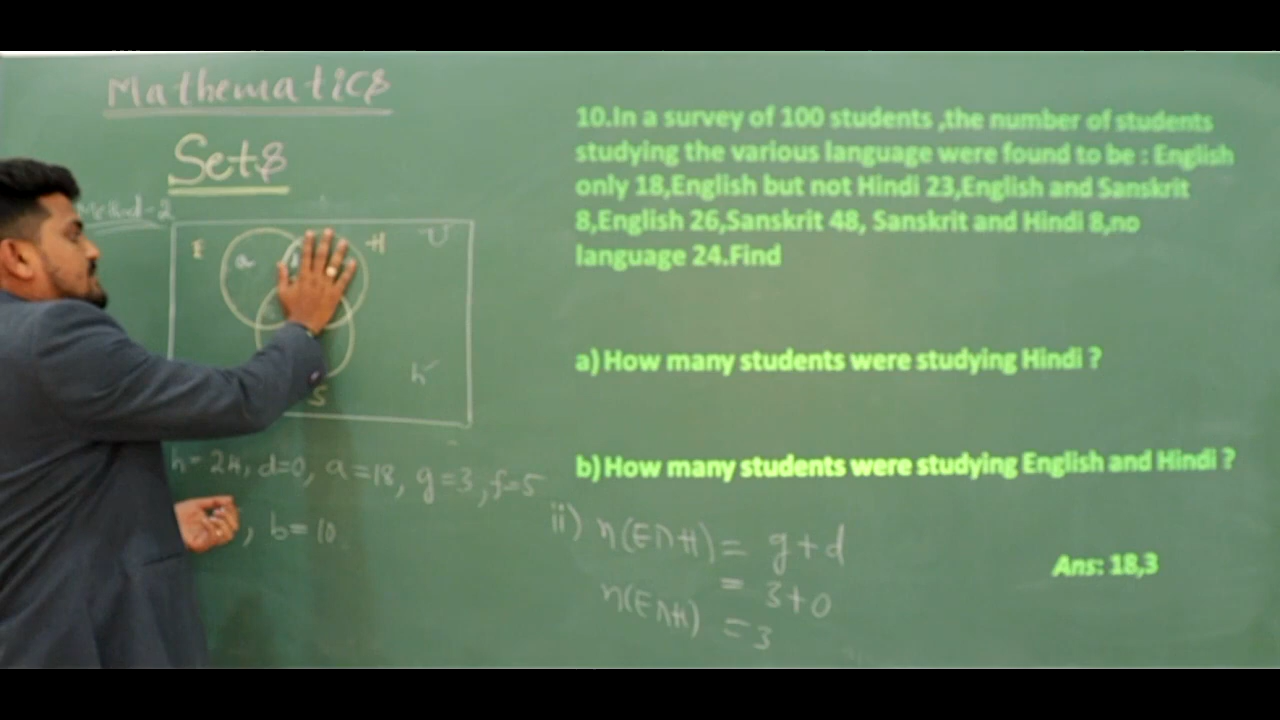 Mathematics
Sets
Method-2
E
a
H
U
h
S
h=24, d=0, a=18, g=3, f=5
, b=10
10.In a survey of 100 students ,the number of students
studying the various language were found to be : English
only 18,English but not Hindi 23,English and Sanskrit
8,English 26,Sanskrit 48, Sanskrit and Hindi 8,no
language 24.Find
a) How many students were studying Hindi ?
b) How many students were studying English and Hindi ?
ii) n(E∩H) = g+d
= 3+0
n(E∩H) = 3
Ans: 18,3